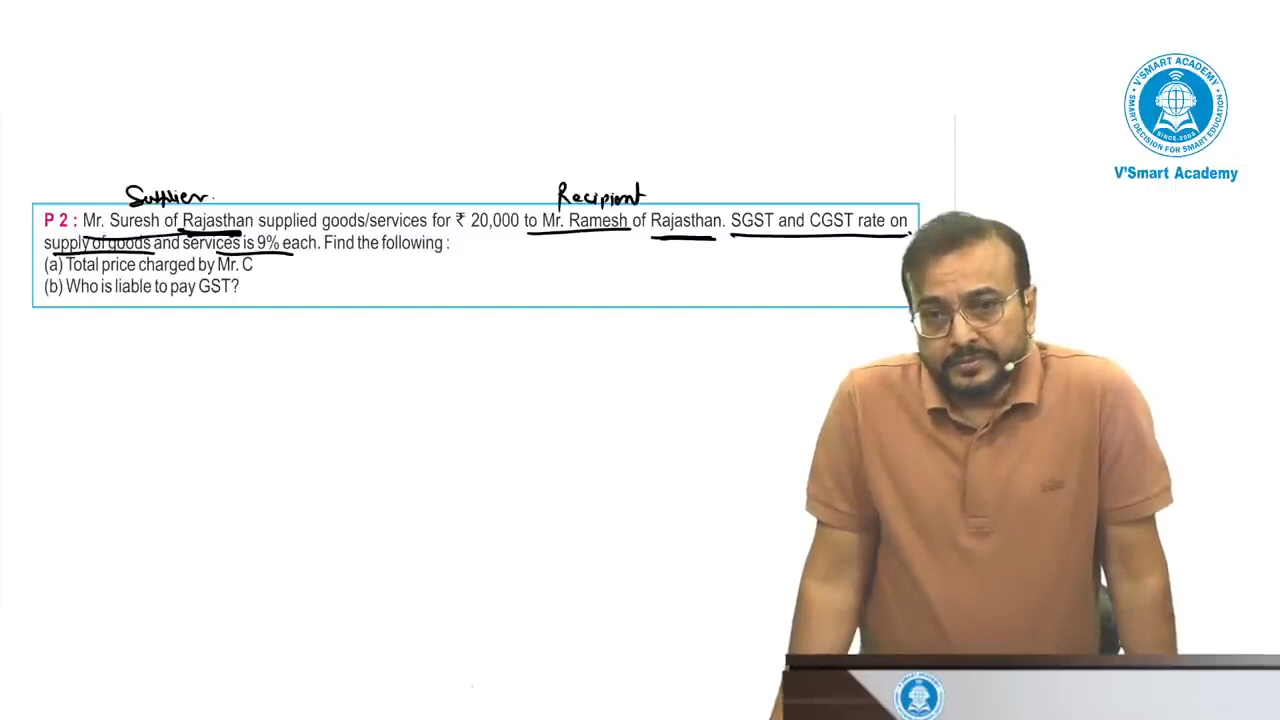 V'SMART ACADEMY
SMART DECISION FOR SMART EDUCATION
SINCE.2006
V'Smart Academy
Supplier.
Recipient
P 2 : Mr. Suresh of Rajasthan supplied goods/services for ₹ 20,000 to Mr. Ramesh of Rajasthan. SGST and CGST rate on
supply of goods and services is 9% each. Find the following :
(a) Total price charged by Mr. C
(b) Who is liable to pay GST?